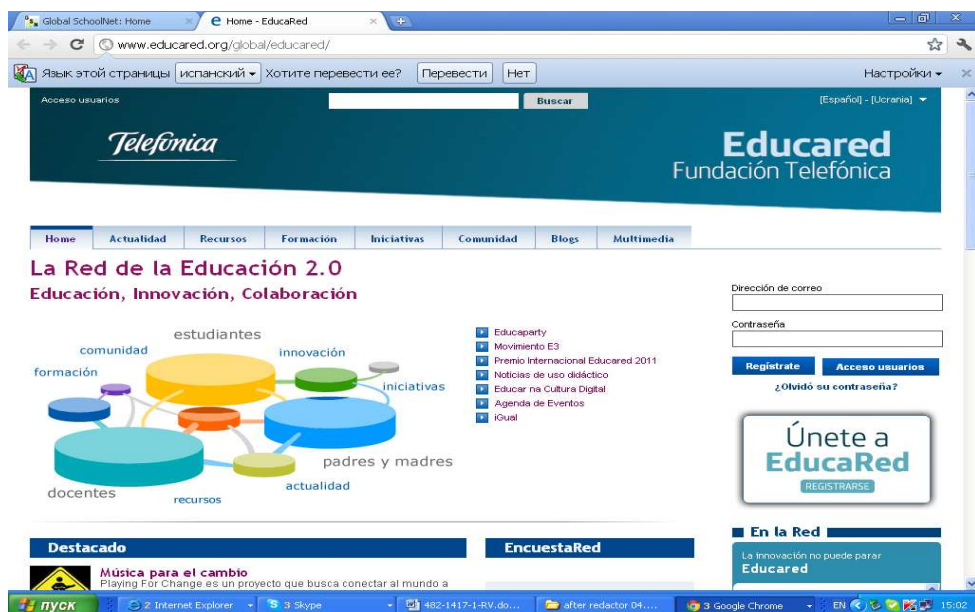 Global SchoolNet: Home
Home - EducaRed
www.educared.org/global/educared/
Язык этой страницы испанский Хотите перевести ее? Перевести Нет Настройки
Acceso usuarios Buscar [Español] - [Ucrania]
Telefónica
Educared
Fundación Telefónica
Home Actualidad Recursos Formación Iniciativas Comunidad Blogs Multimedia
La Red de la Educación 2.0
Educación, Innovación, Colaboración
estudiantes
comunidad
innovación
formación
iniciativas
padres y madres
docentes
recursos
actualidad
Educaparty
Movimiento E3
Premio Internacional Educared 2011
Noticias de uso didáctico
Educar na Cultura Digital
Agenda de Eventos
iGual
Dirección de correo
Contraseña
Regístrate Acceso usuarios
¿Olvidó su contraseña?
Únete a
EducaRed
REGISTRARSE
En la Red
La innovación no puede parar
Educared
Destacado
EncuestaRed
Música para el cambio
Playing For Change es un proyecto que busca conectar al mundo a
пуск 2 Internet Explorer 3 Skype 482-1417-1-RV.do... after redactor 04.... 3 Google Chrome EN 15:02